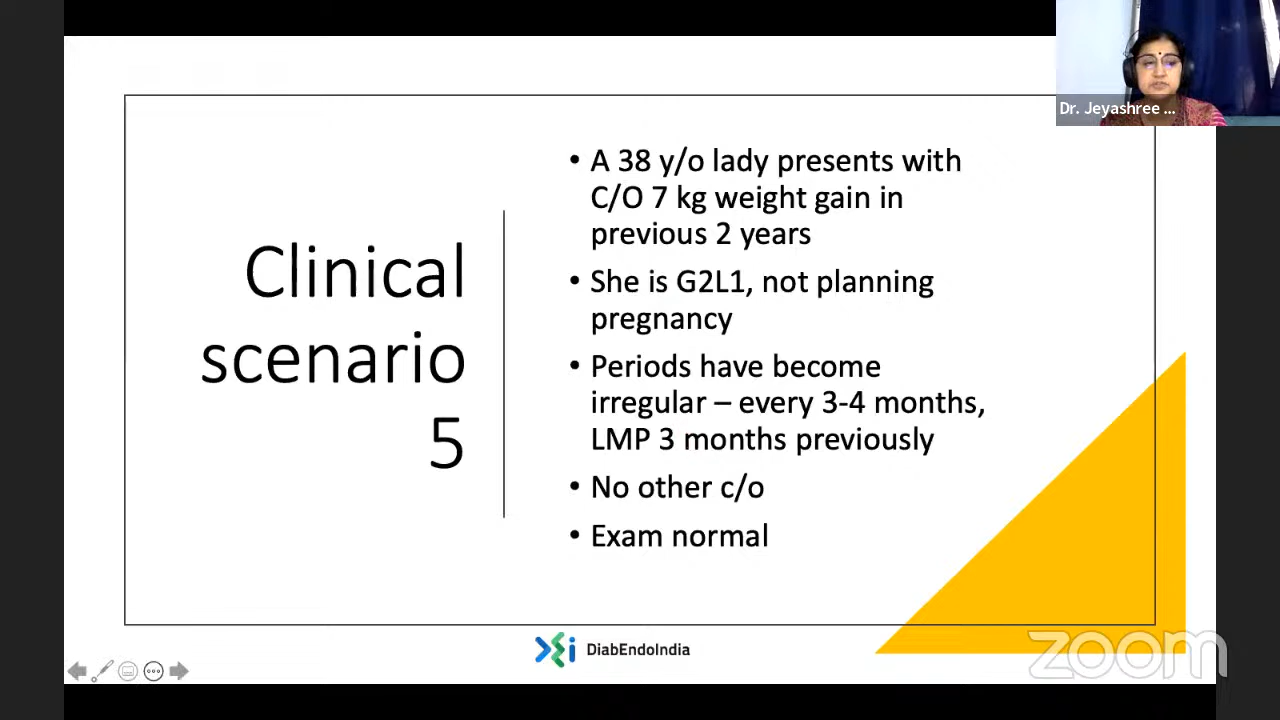 Dr. Jeyashree ...
Clinical
scenario
5
• A 38 y/o lady presents with
C/O 7 kg weight gain in
previous 2 years
• She is G2L1, not planning
pregnancy
• Periods have become
irregular – every 3-4 months,
LMP 3 months previously
• No other c/o
• Exam normal
DiabEndoIndia
zoom